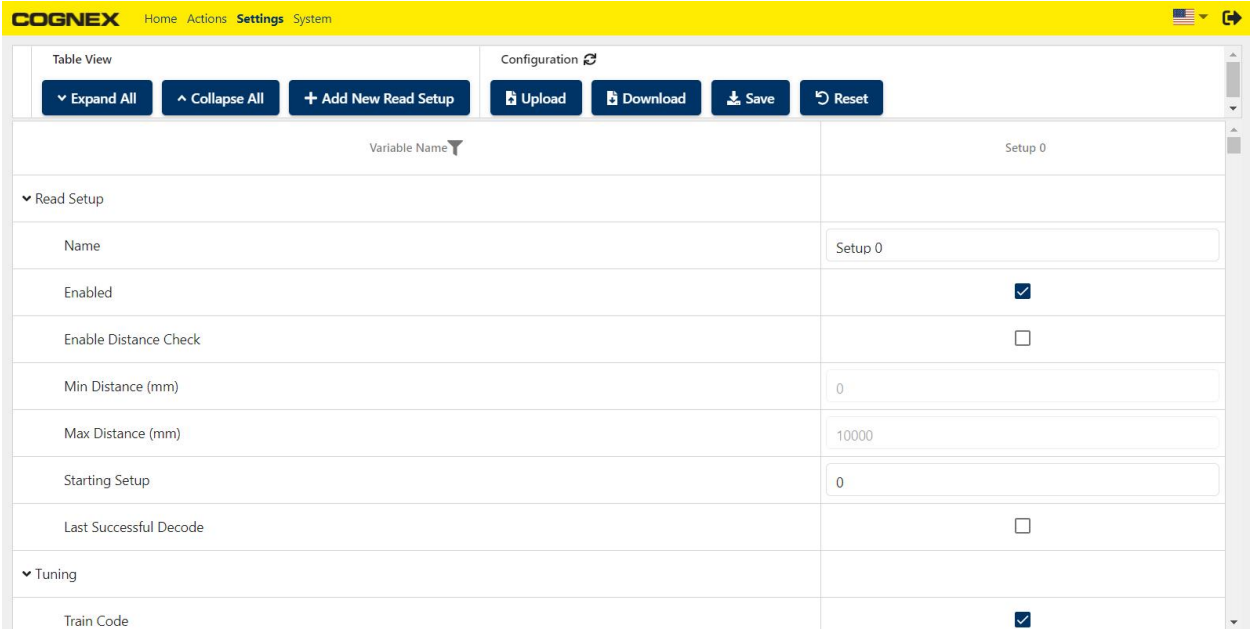 COGNEX Home Actions Settings System
Table View Configuration
Expand All Collapse All + Add New Read Setup Upload Download Save Reset
Variable Name Setup 0
Read Setup
Name Setup 0
Enabled
Enable Distance Check
Min Distance (mm) 0
Max Distance (mm) 10000
Starting Setup 0
Last Successful Decode
Tuning
Train Code